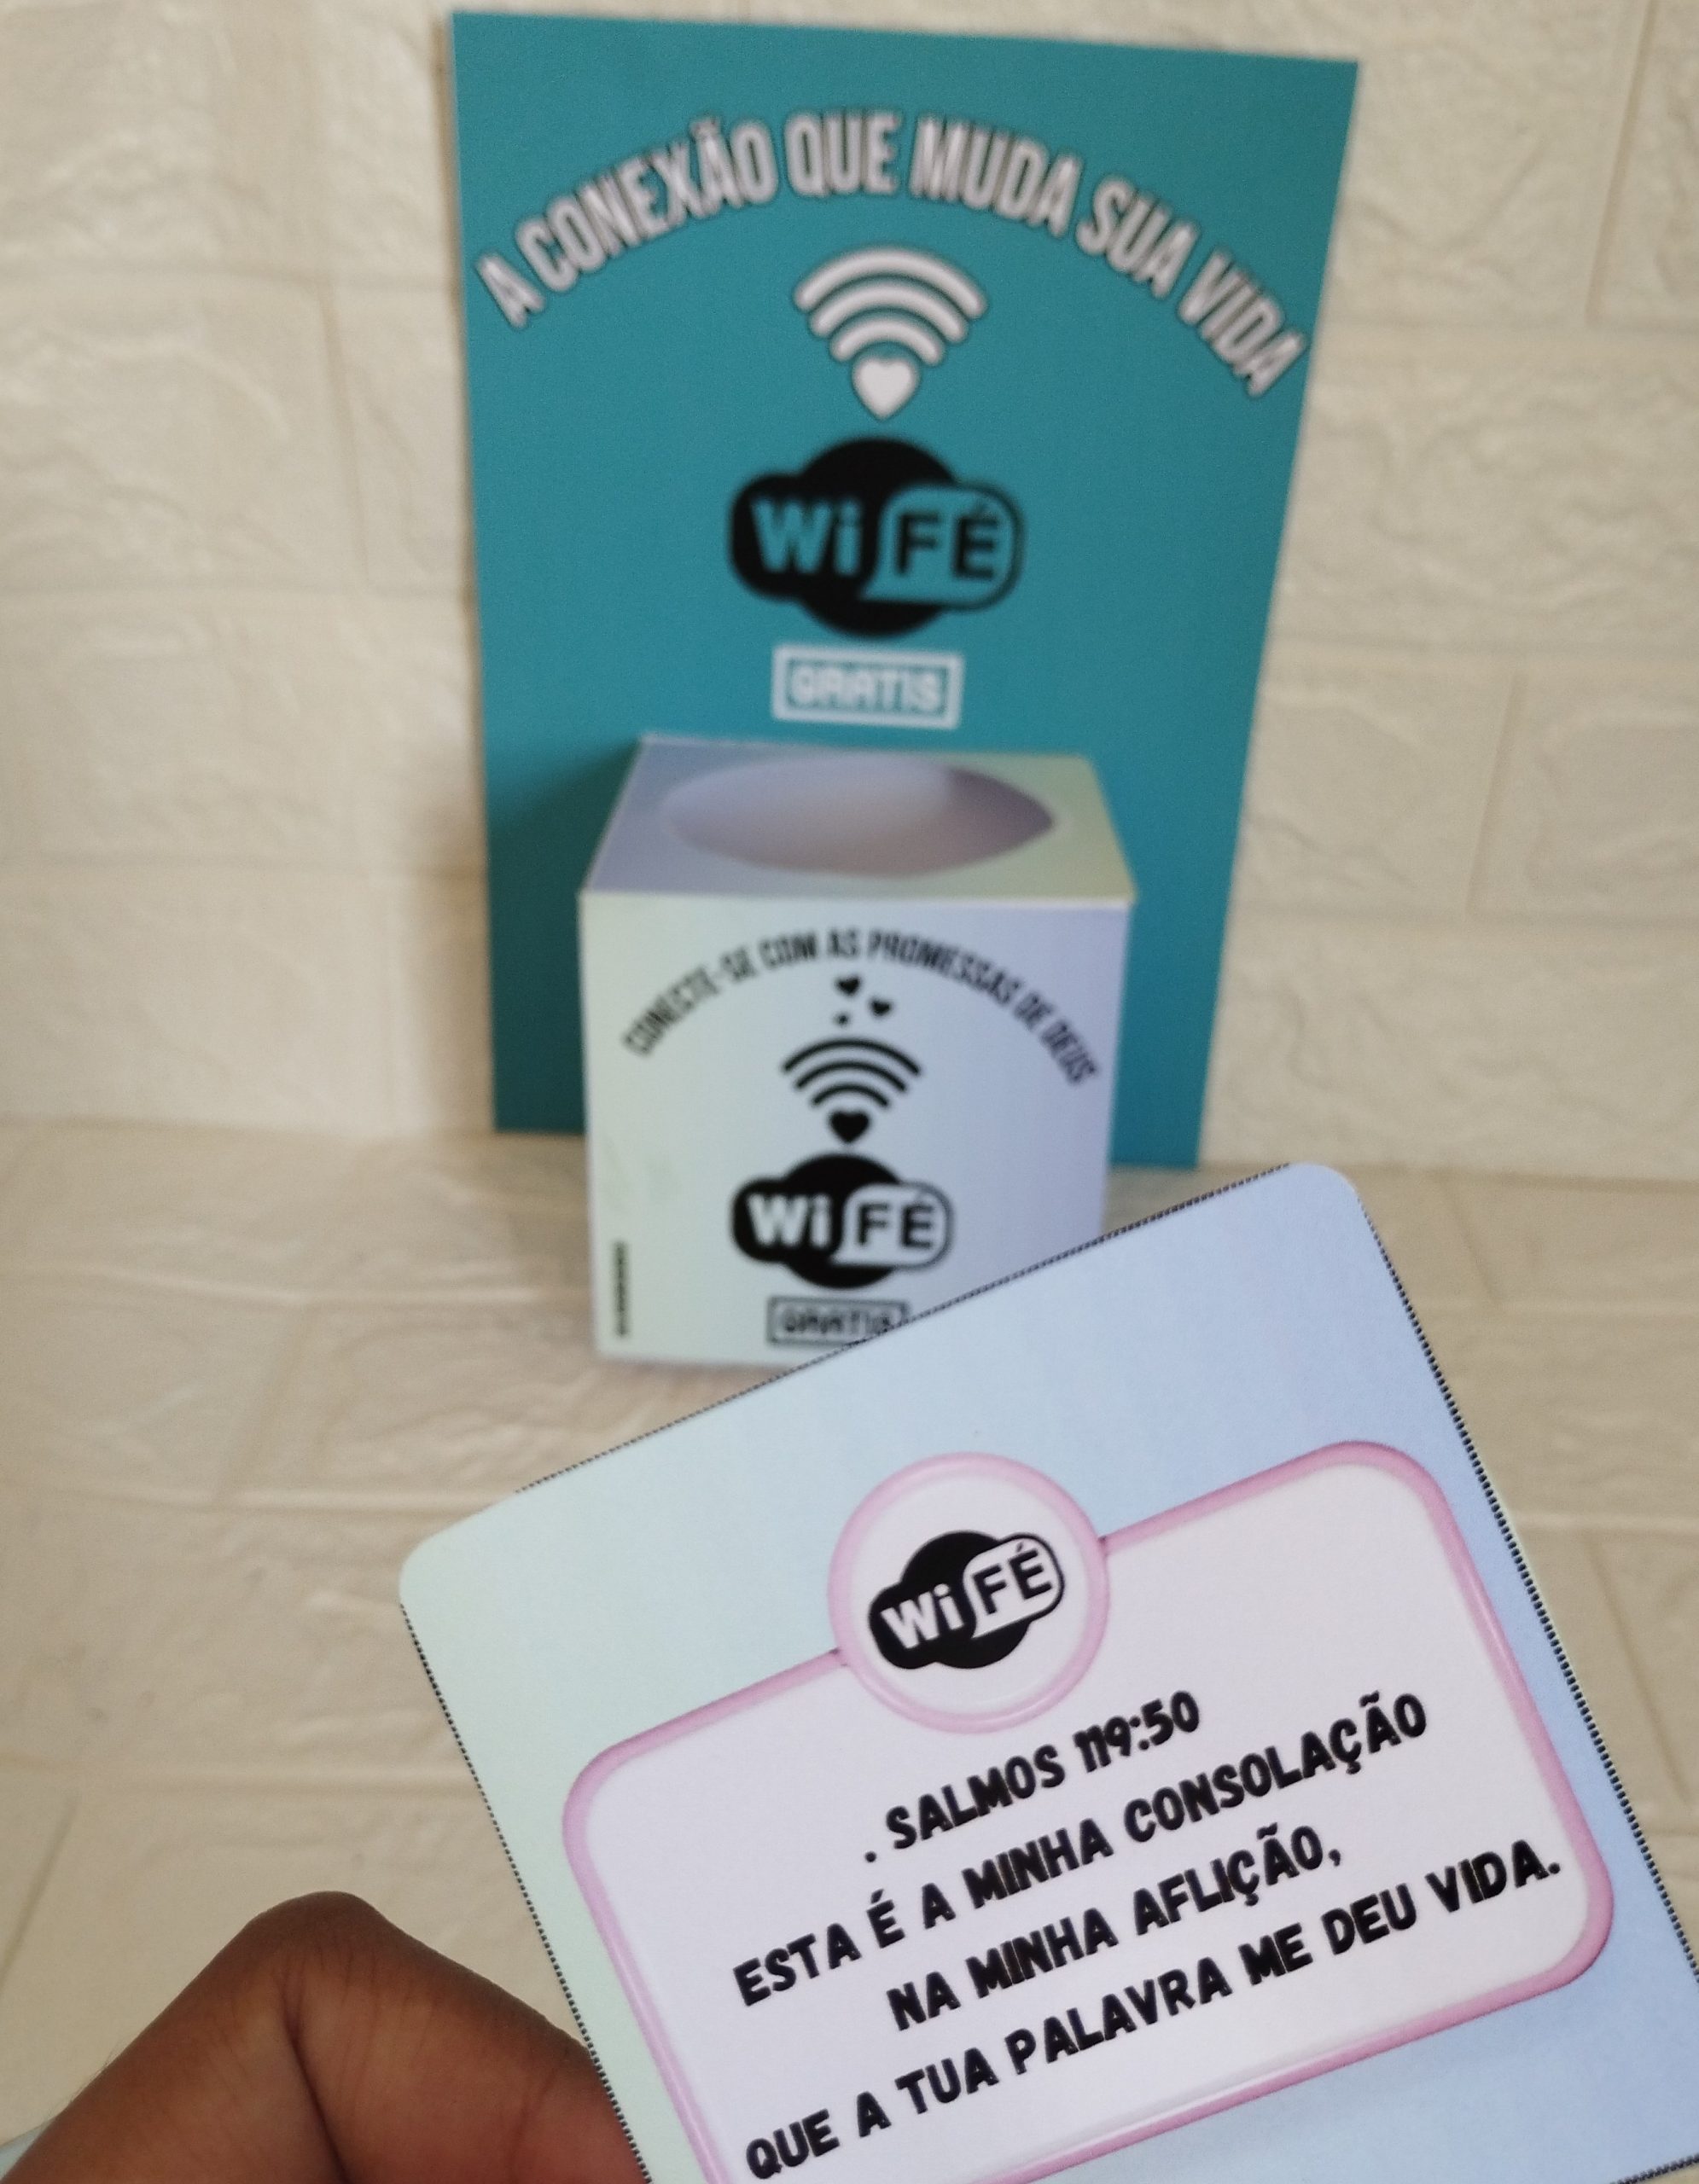 A CONEXÃO QUE MUDA SUA VIDA
Wi FÉ
GRATIS
CONECTE-SE COM AS PROMESSAS DE DEUS
Wi FÉ
GRATIS
Wi FÉ
. SALMOS 119:50
ESTA É A MINHA CONSOLAÇÃO
NA MINHA AFLIÇÃO,
QUE A TUA PALAVRA ME DEU VIDA.